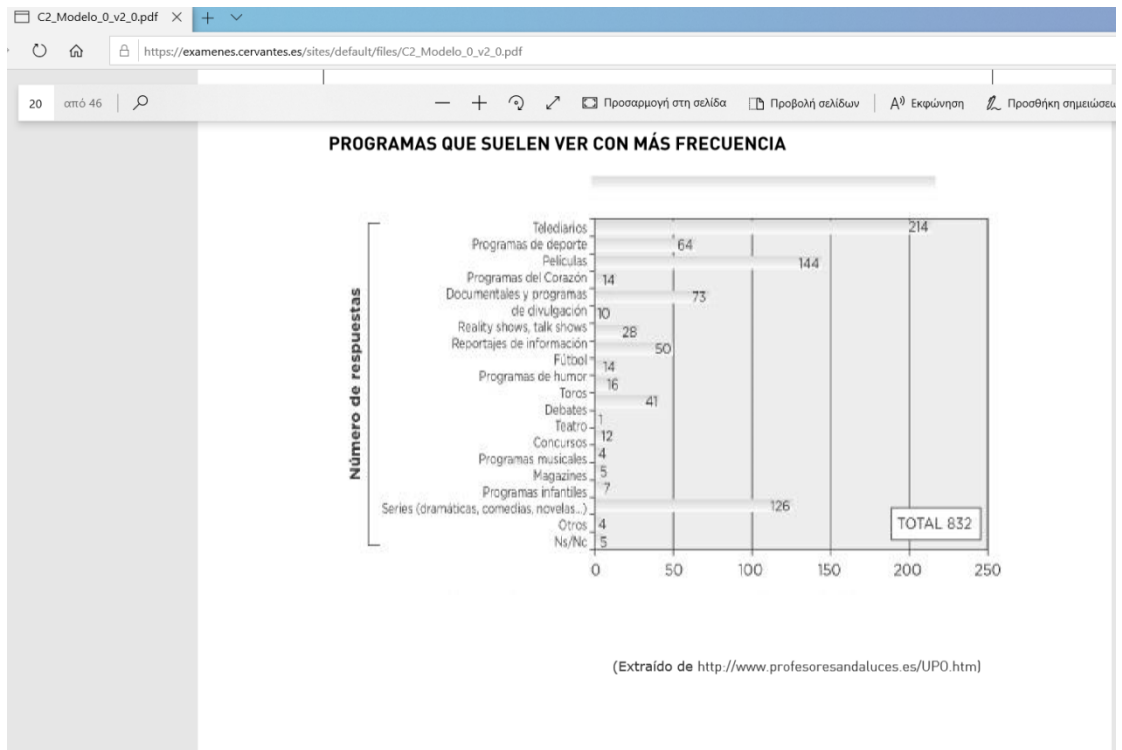 C2_Modelo_0_v2_0.pdf
https://examenes.cervantes.es/sites/default/files/C2_Modelo_0_v2_0.pdf
20 από 46 Προσαρμογή στη σελίδα Προβολή σελίδων Εκφώνηση Προσθήκη σημειώσεω
PROGRAMAS QUE SUELEN VER CON MÁS FRECUENCIA
Número de respuestas
Telediarios 214
Programas de deporte 64
Películas 144
Programas del Corazón 14
Documentales y programas 73
de divulgación 10
Reality shows, talk shows 28
Reportajes de información 50
Fútbol 14
Programas de humor 16
Toros 41
Debates 1
Teatro 12
Concursos 4
Programas musicales 5
Magazines 7
Programas infantiles
Series (dramáticas, comedias, novelas...) 126
Otros 4
Ns/Nc 5
TOTAL 832
0 50 100 150 200 250
(Extraído de http://www.profesoresandaluces.es/UPO.htm)